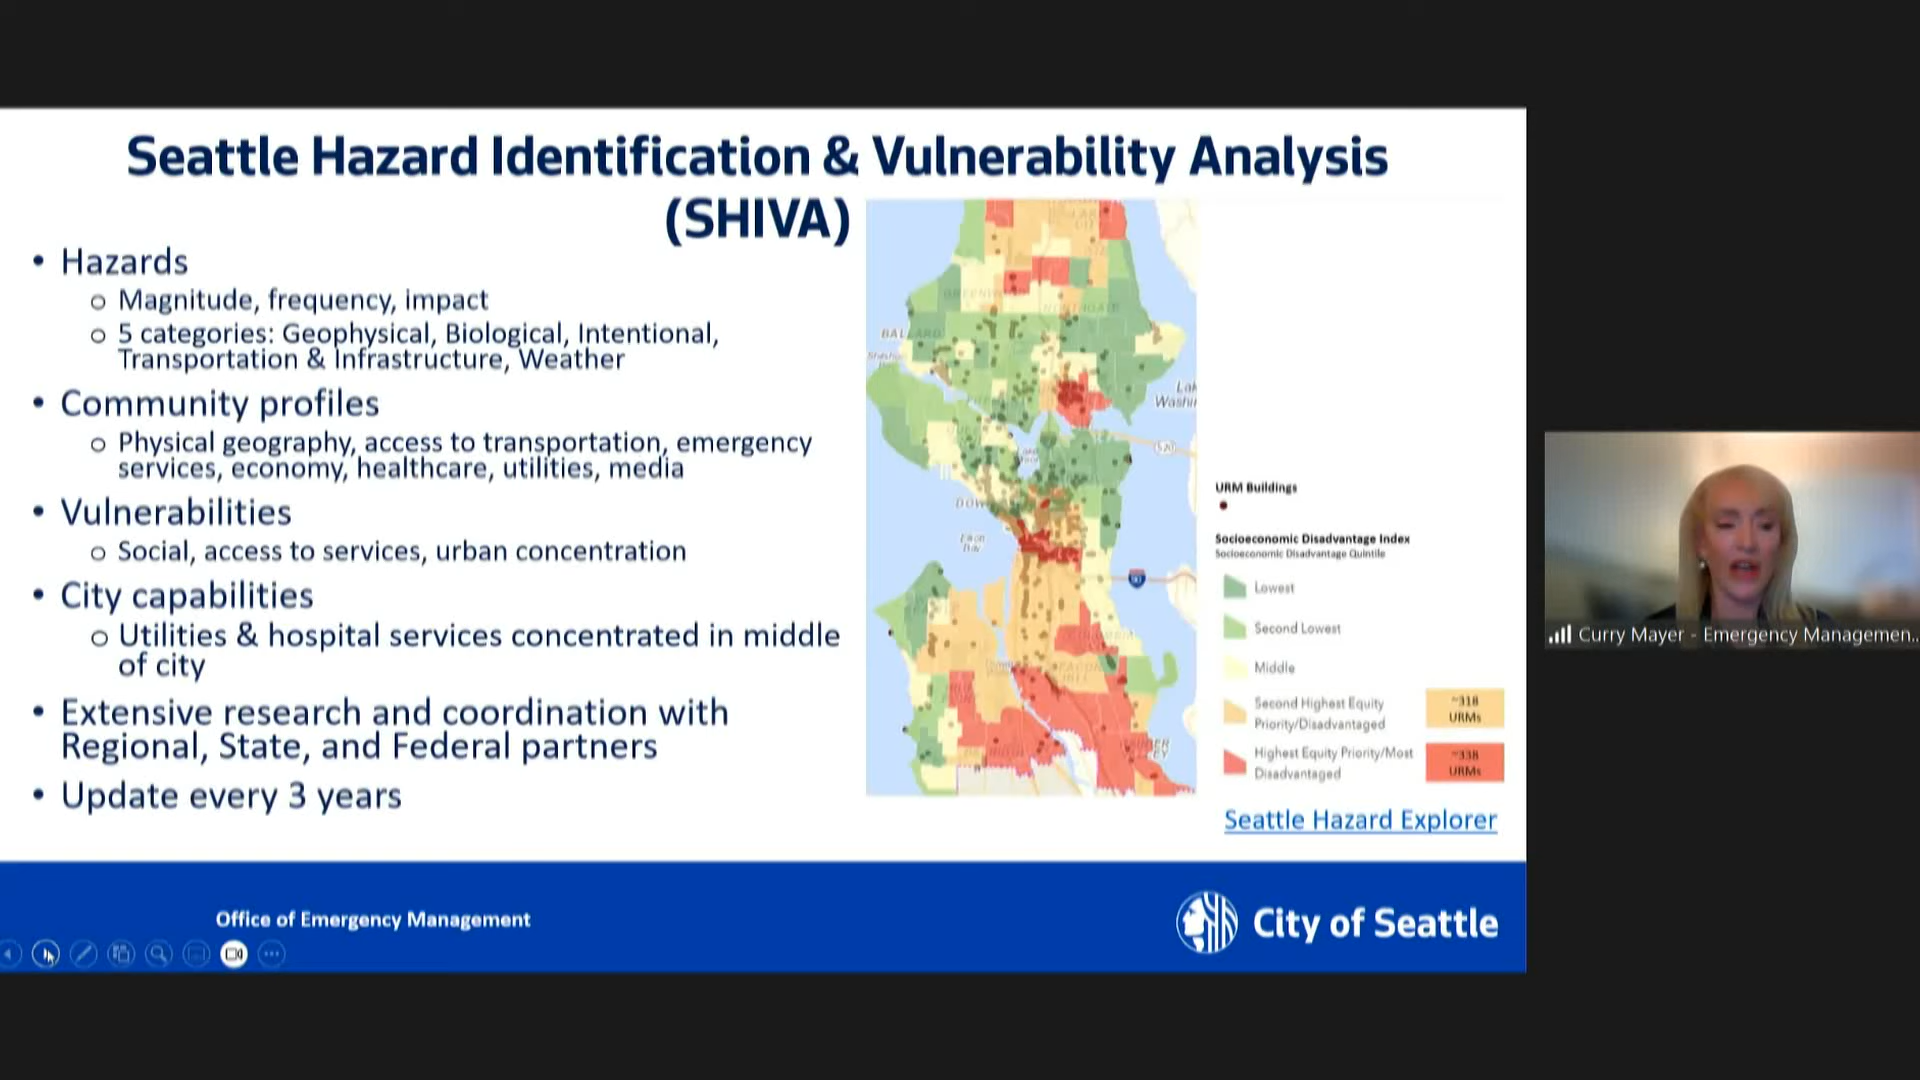 Seattle Hazard Identification & Vulnerability Analysis
(SHIVA)
• Hazards
o Magnitude, frequency, impact
o 5 categories: Geophysical, Biological, Intentional,
Transportation & Infrastructure, Weather
• Community profiles
o Physical geography, access to transportation, emergency
services, economy, healthcare, utilities, media
• Vulnerabilities
o Social, access to services, urban concentration
• City capabilities
o Utilities & hospital services concentrated in middle
of city
• Extensive research and coordination with
Regional, State, and Federal partners
• Update every 3 years
BALLARD
Lak
Washi
520
URM Buildings
Socioeconomic Disadvantage Index
Socioeconomic Disadvantage Quintile
Lowest
Second Lowest
Middle
Second Highest Equity
Priority/Disadvantaged
~318
URMs
Highest Equity Priority/Most
Disadvantaged
~338
URMs
Seattle Hazard Explorer
Office of Emergency Management
City of Seattle
Curry Mayer - Emergency Managemen...